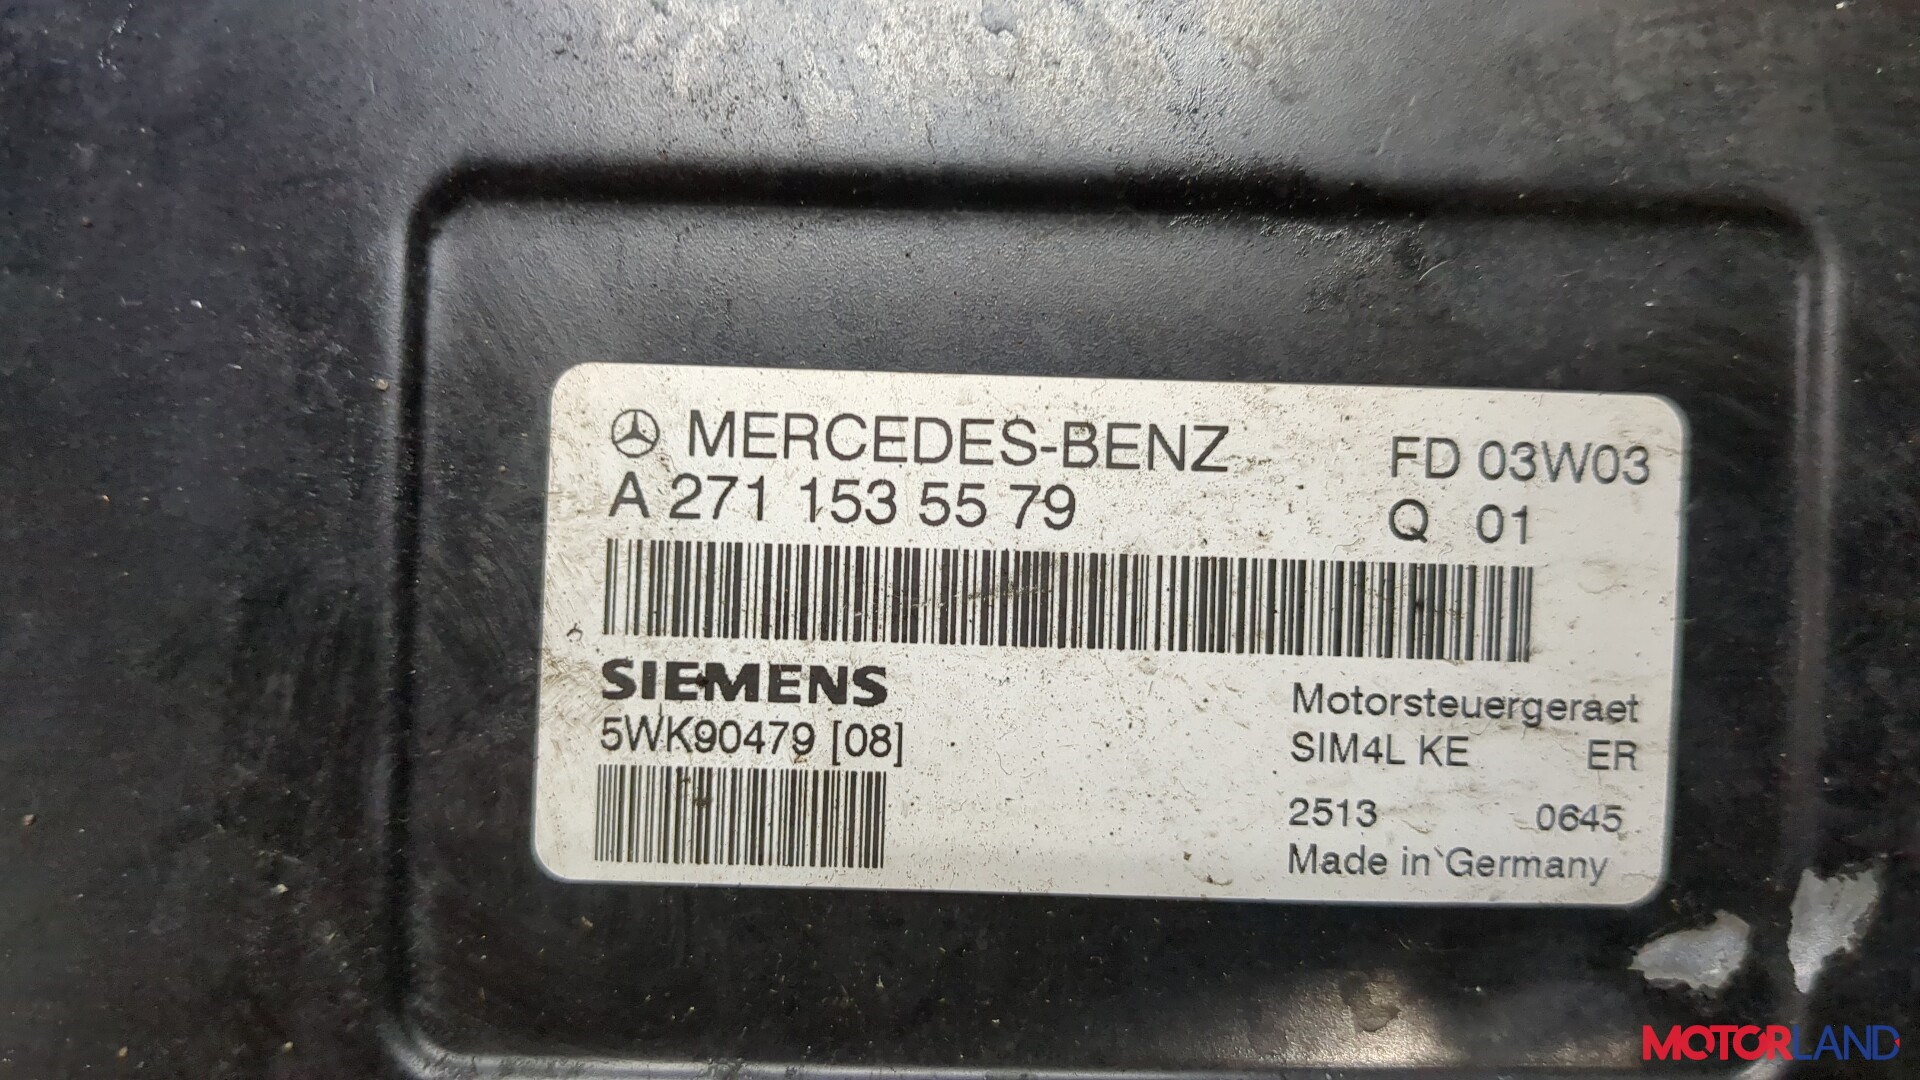 MERCEDES-BENZ FD 03W03
A 271 153 55 79 Q 01
SIEMENS Motorsteuergeraet
5WK90479 [08] SIM4L KE ER
2513 0645
Made in Germany
MOTORLAND